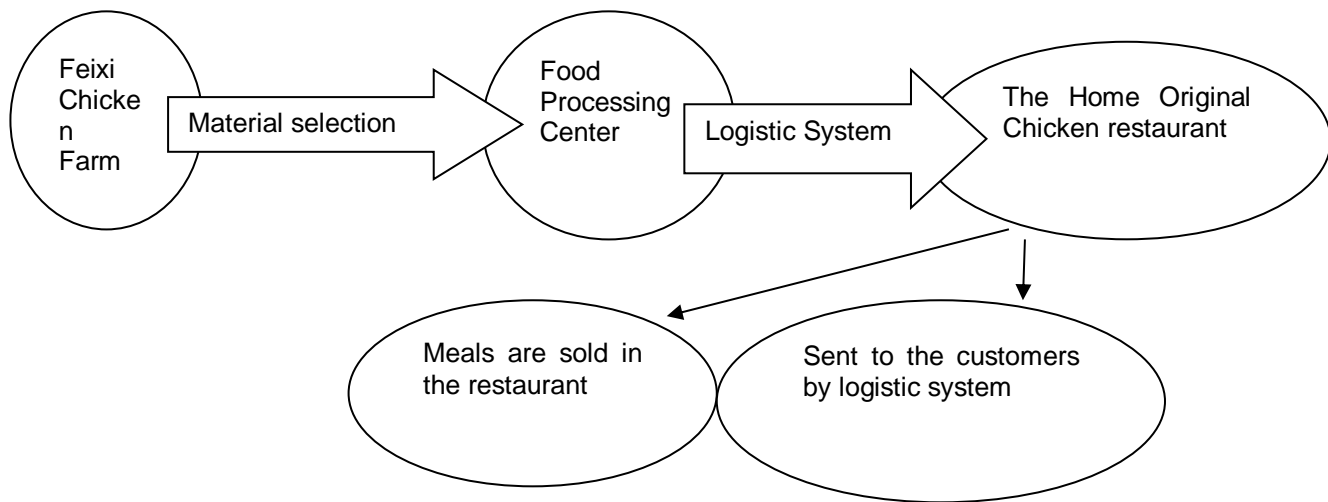 Feixi
Chicke
n
Farm
Material selection
Food
Processing
Center
Logistic System
The Home Original
Chicken restaurant
Meals are sold in
the restaurant
Sent to the customers
by logistic system